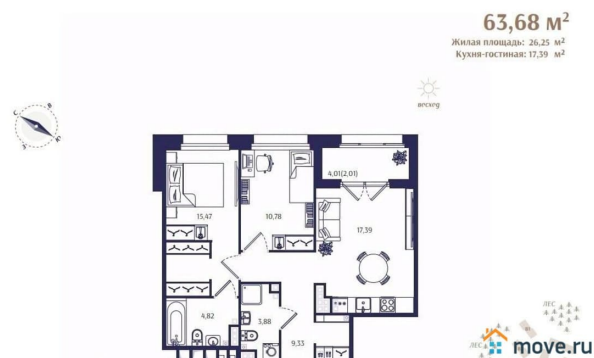 63,68 м²
Жилая площадь: 26,25 м²
Кухня-гостиная: 17,39 м²
восход
С
В
З
Ю
4,01(2,01)
15,47
10,78
17,39
ЛЕС
4,82
3,88
9,33
ЛЕС
move.ru